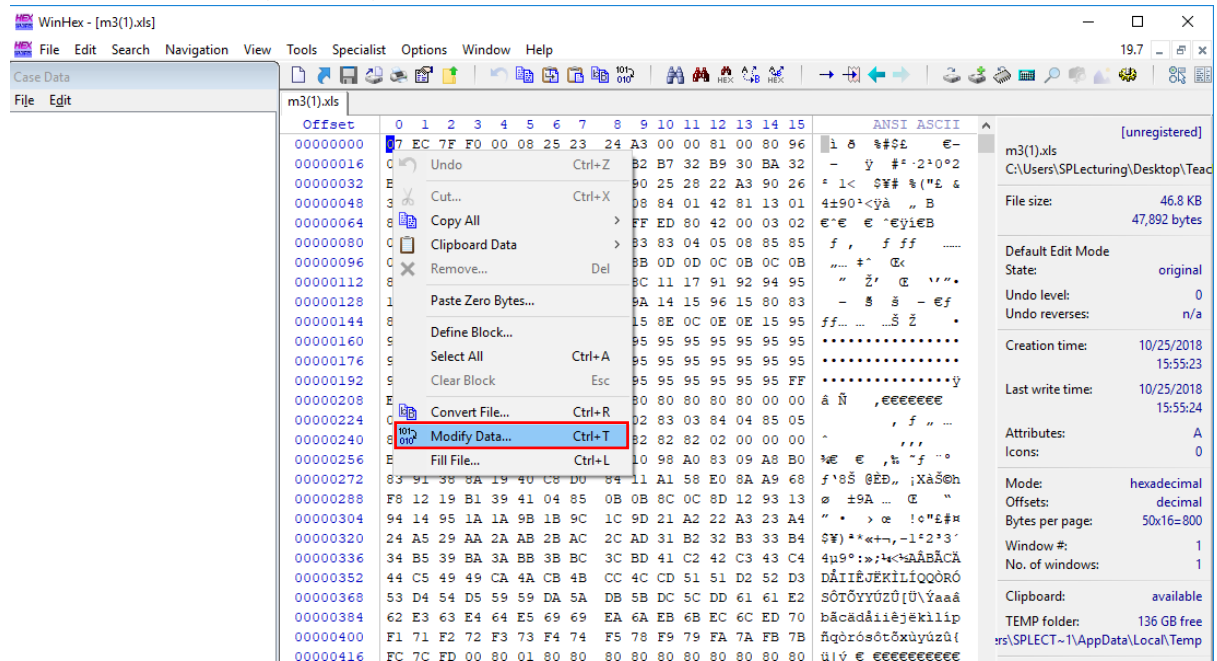 WinHex - [m3(1).xls]
File Edit Search Navigation View Tools Specialist Options Window Help 19.7
Case Data
File Edit
m3(1).xls
Offset 0 1 2 3 4 5 6 7 8 9 10 11 12 13 14 15 ANSI ASCII
00000000 07 EC 7F F0 00 08 25 23 24 A3 00 00 81 00 80 96
00000016 B2 B7 32 B9 30 BA 32
00000032 90 25 28 22 A3 90 26
00000048 08 84 01 42 81 13 01
00000064 FF ED 80 42 00 03 02
00000080 83 83 04 05 08 85 85
00000096 8B 0D 0D 0C 0B 0C 0B
00000112 8C 11 17 91 92 94 95
00000128 9A 14 15 96 15 80 83
00000144 15 8E 0C 0E 0E 15 95
00000160 95 95 95 95 95 95 95
00000176 95 95 95 95 95 95 95
00000192 95 95 95 95 95 95 FF
00000208 80 80 80 80 80 00 00
00000224 02 83 03 84 04 85 05
00000240 82 82 82 02 00 00 00
00000256 10 98 A0 83 09 A8 B0
00000272 83 91 38 8A 19 40 C8 D0 84 11 A1 58 E0 8A A9 68
00000288 F8 12 19 B1 39 41 04 85 0B 0B 8C 0C 8D 12 93 13
00000304 94 14 95 1A 1A 9B 1B 9C 1C 9D 21 A2 22 A3 23 A4
00000320 24 A5 29 AA 2A AB 2B AC 2C AD 31 B2 32 B3 33 B4
00000336 34 B5 39 BA 3A BB 3B BC 3C BD 41 C2 42 C3 43 C4
00000352 44 C5 49 49 CA 4A CB 4B CC 4C CD 51 51 D2 52 D3 DÅIIÊJËKÌLÍQQÒRÓ
00000368 53 D4 54 D5 59 59 DA 5A DB 5B DC 5C DD 61 61 E2 SÔTÕYYÚZÛ[Ü\Ýaaâ
00000384 62 E3 63 E4 64 E5 69 69 EA 6A EB 6B EC 6C ED 70 bãcädåiiêjëkìlíp
00000400 F1 71 F2 72 F3 73 F4 74 F5 78 F9 79 FA 7A FB 7B ñqòrósôtõxùyúzû{
00000416 FC 7C FD 00 80 01 80 80 80 80 80 80 80 80 80 80
Undo Ctrl+Z
Cut... Ctrl+X
Copy All >
Clipboard Data >
Remove... Del
Paste Zero Bytes...
Define Block...
Select All Ctrl+A
Clear Block Esc
Convert File... Ctrl+R
Modify Data... Ctrl+T
Fill File... Ctrl+L
[unregistered]
m3(1).xls
C:\Users\SPLecturing\Desktop\Teac
File size: 46.8 KB
47,892 bytes
Default Edit Mode
State: original
Undo level: 0
Undo reverses: n/a
Creation time: 10/25/2018
15:55:23
Last write time: 10/25/2018
15:55:24
Attributes: A
Icons: 0
Mode: hexadecimal
Offsets: decimal
Bytes per page: 50x16=800
Window #: 1
No. of windows: 1
Clipboard: available
TEMP folder: 136 GB free
ers\SPLECT~1\AppData\Local\Temp